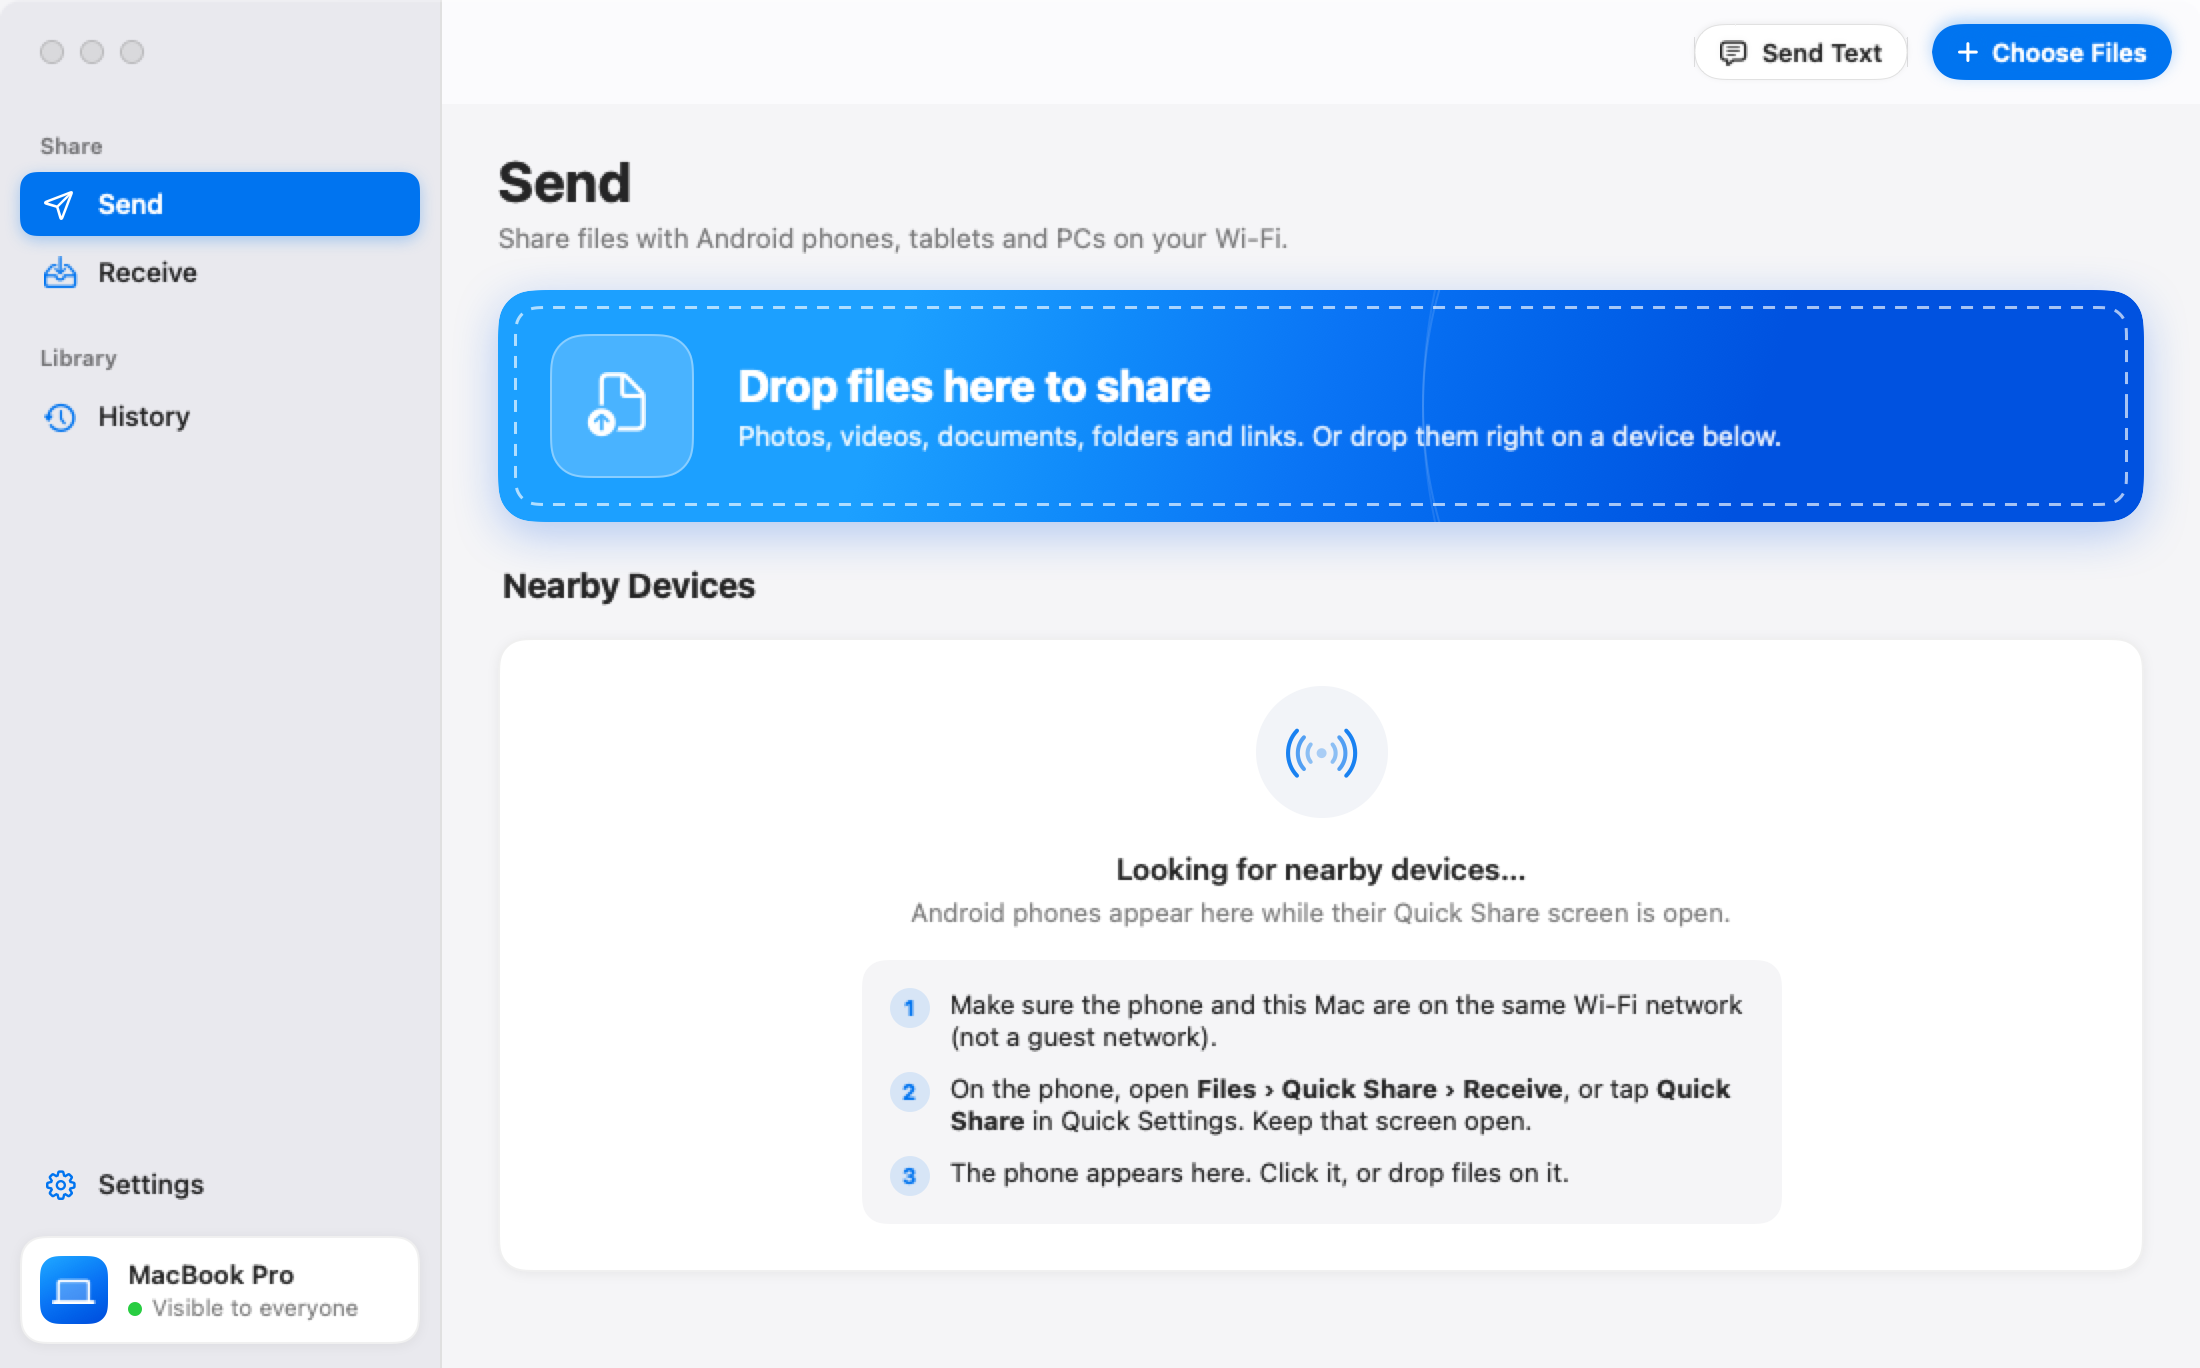 Send Text
Choose Files
Share
Send
Receive
Library
History
Settings
MacBook Pro
Visible to everyone
Send
Share files with Android phones, tablets and PCs on your Wi-Fi.
Drop files here to share
Photos, videos, documents, folders and links. Or drop them right on a device below.
Nearby Devices
Looking for nearby devices...
Android phones appear here while their Quick Share screen is open.
1 Make sure the phone and this Mac are on the same Wi-Fi network
(not a guest network).
2 On the phone, open Files › Quick Share › Receive, or tap Quick
Share in Quick Settings. Keep that screen open.
3 The phone appears here. Click it, or drop files on it.